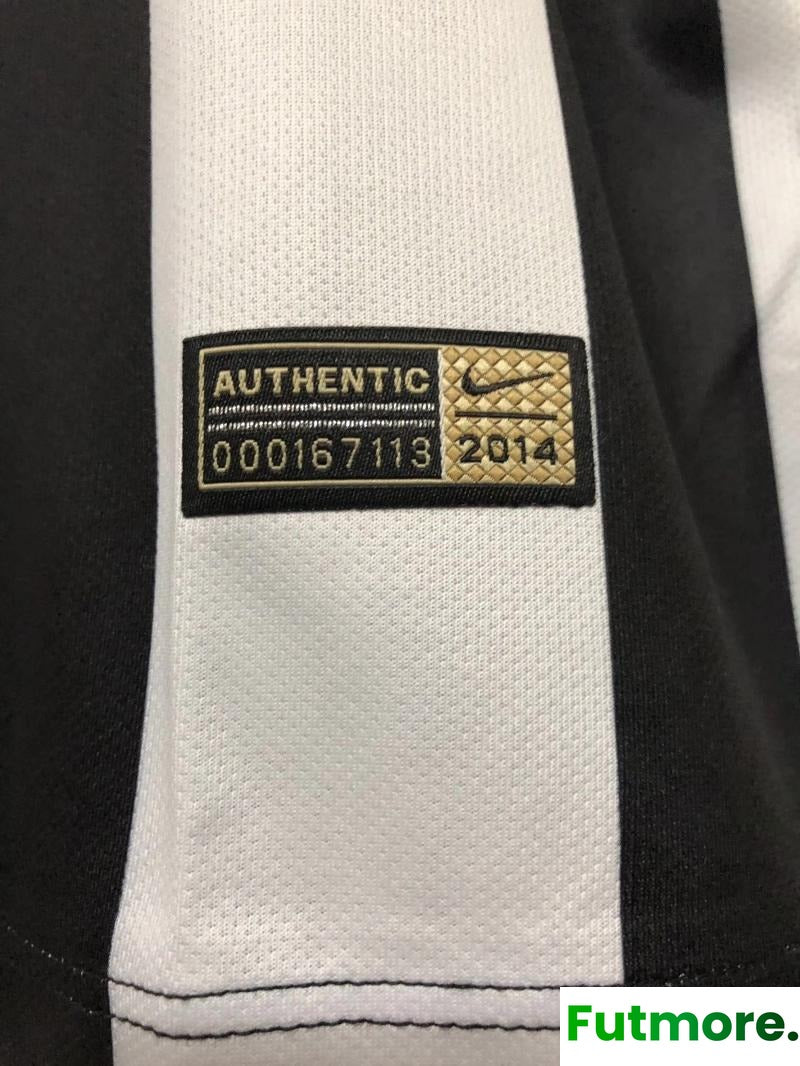 AUTHENTIC
000167113
2014
Futmore.